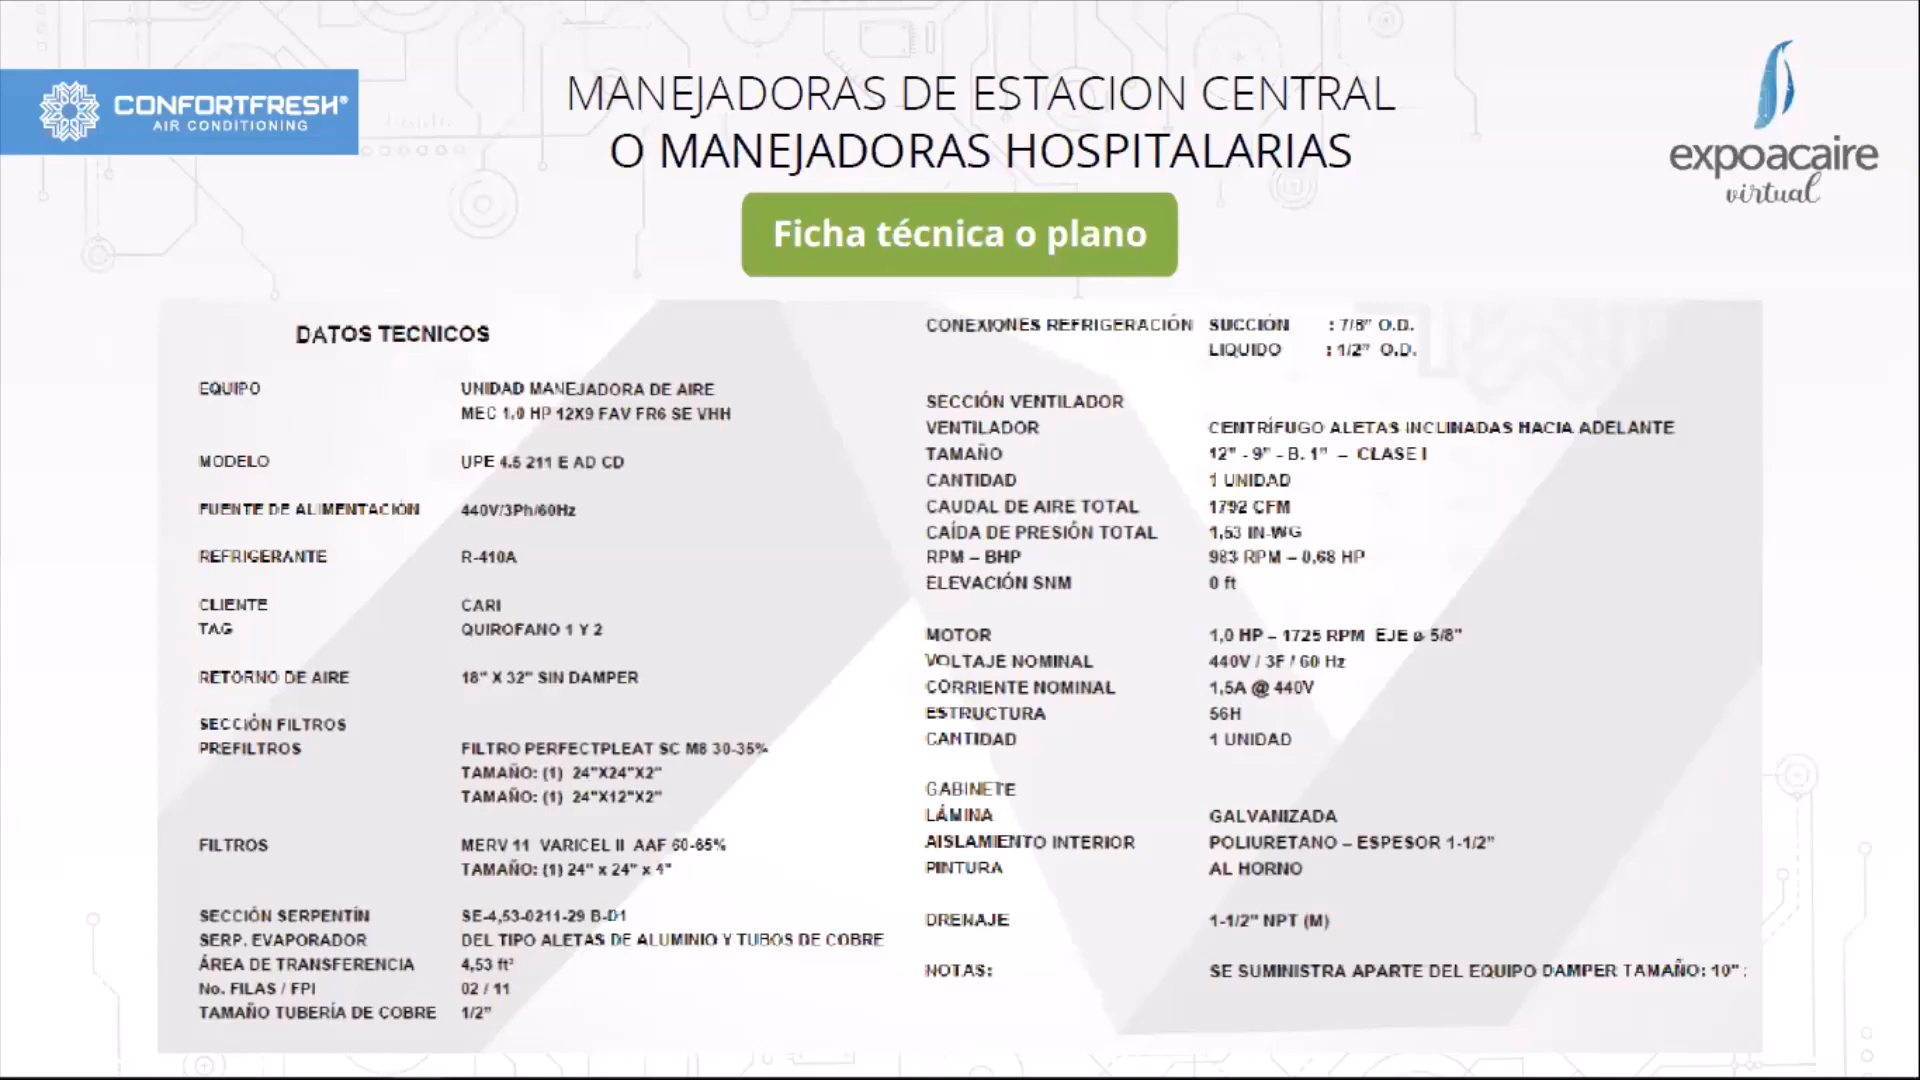 CONFORTFRESH®
AIR CONDITIONING
MANEJADORAS DE ESTACION CENTRAL
O MANEJADORAS HOSPITALARIAS
expoacaire
virtual
Ficha técnica o plano
DATOS TECNICOS
EQUIPO UNIDAD MANEJADORA DE AIRE
MEC 1,0 HP 12X9 FAV FR6 SE VHH
MODELO UPE 4.5 211 E AD CD
FUENTE DE ALIMENTACIÓN 440V/3Ph/60Hz
REFRIGERANTE R-410A
CLIENTE CARI
TAG QUIROFANO 1 Y 2
RETORNO DE AIRE 18" X 32" SIN DAMPER
SECCIÓN FILTROS
PREFILTROS FILTRO PERFECTPLEAT SC M8 30-35%
TAMAÑO: (1) 24"X24"X2"
TAMAÑO: (1) 24"X12"X2"
FILTROS MERV 11 VARICEL II AAF 60-65%
TAMAÑO: (1) 24" x 24" x 4"
SECCIÓN SERPENTÍN SE-4,53-0211-29 B-D1
SERP. EVAPORADOR DEL TIPO ALETAS DE ALUMINIO Y TUBOS DE COBRE
ÁREA DE TRANSFERENCIA 4,53 ft²
No. FILAS / FPI 02 / 11
TAMAÑO TUBERÍA DE COBRE 1/2"
CONEXIONES REFRIGERACIÓN SUCCIÓN : 7/8" O.D.
LIQUIDO : 1/2" O.D.
SECCIÓN VENTILADOR
VENTILADOR CENTRÍFUGO ALETAS INCLINADAS HACIA ADELANTE
TAMAÑO 12" - 9" - B. 1" – CLASE I
CANTIDAD 1 UNIDAD
CAUDAL DE AIRE TOTAL 1792 CFM
CAÍDA DE PRESIÓN TOTAL 1,53 IN-WG
RPM – BHP 983 RPM – 0,68 HP
ELEVACIÓN SNM 0 ft
MOTOR 1,0 HP – 1725 RPM EJE ø 5/8"
VOLTAJE NOMINAL 440V / 3F / 60 Hz
CORRIENTE NOMINAL 1,5A @ 440V
ESTRUCTURA 56H
CANTIDAD 1 UNIDAD
GABINETE
LÁMINA GALVANIZADA
AISLAMIENTO INTERIOR POLIURETANO – ESPESOR 1-1/2"
PINTURA AL HORNO
DRENAJE 1-1/2" NPT (M)
NOTAS: SE SUMINISTRA APARTE DEL EQUIPO DAMPER TAMAÑO: 10"